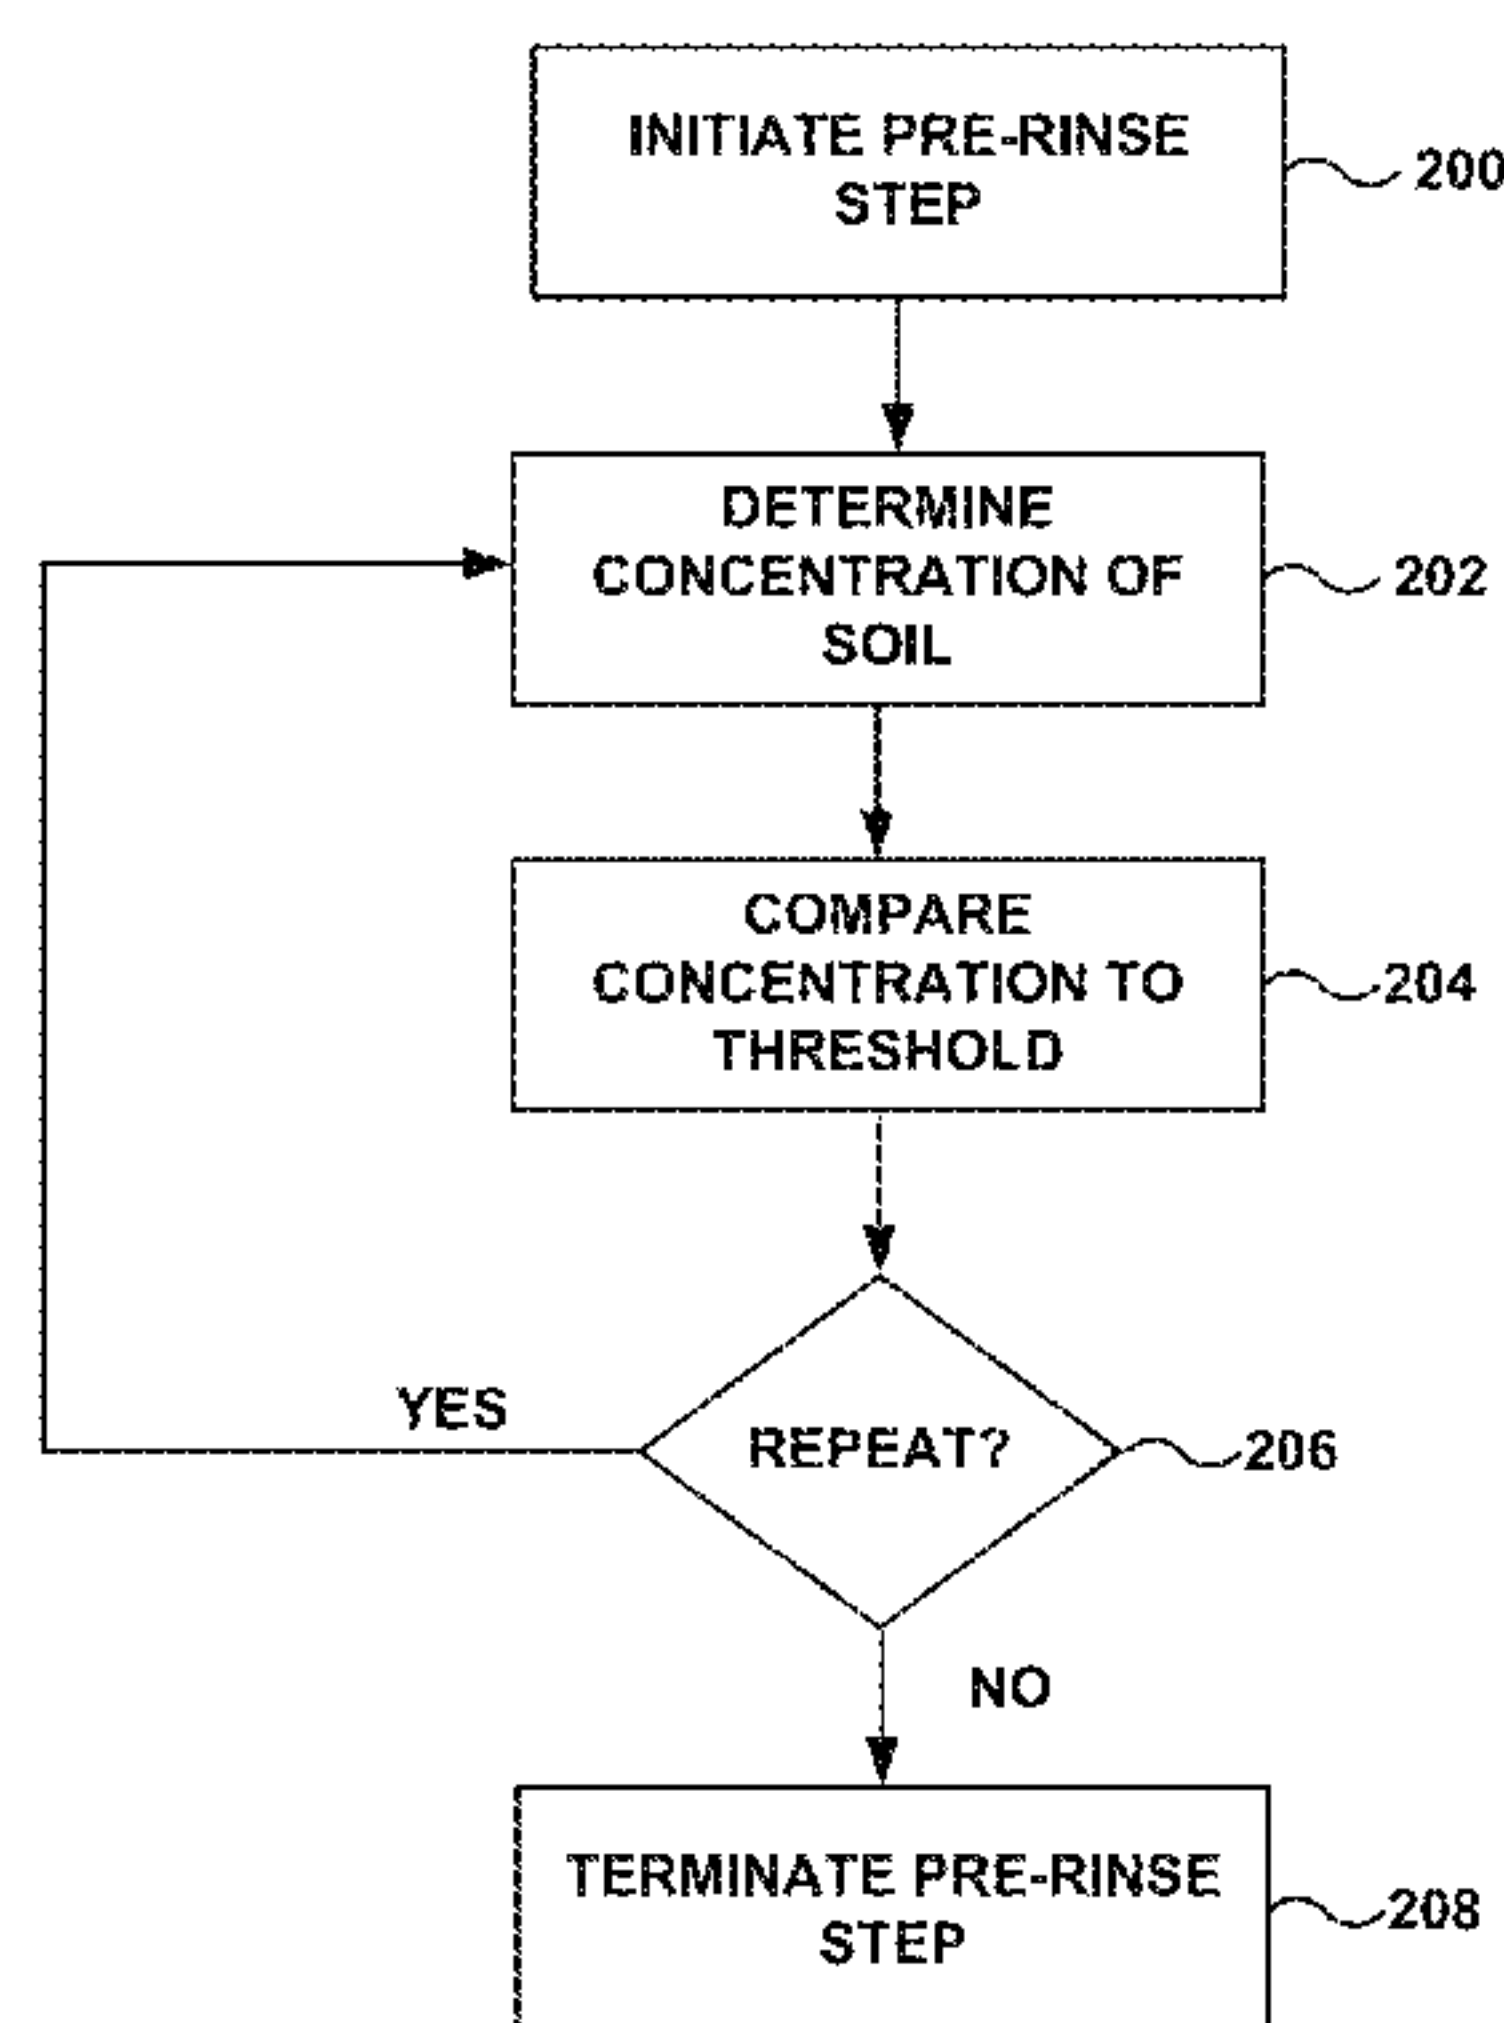 INITIATE PRE-RINSE
STEP
200
DETERMINE
CONCENTRATION OF
SOIL
202
COMPARE
CONCENTRATION TO
THRESHOLD
204
YES
REPEAT?
206
NO
TERMINATE PRE-RINSE
STEP
208